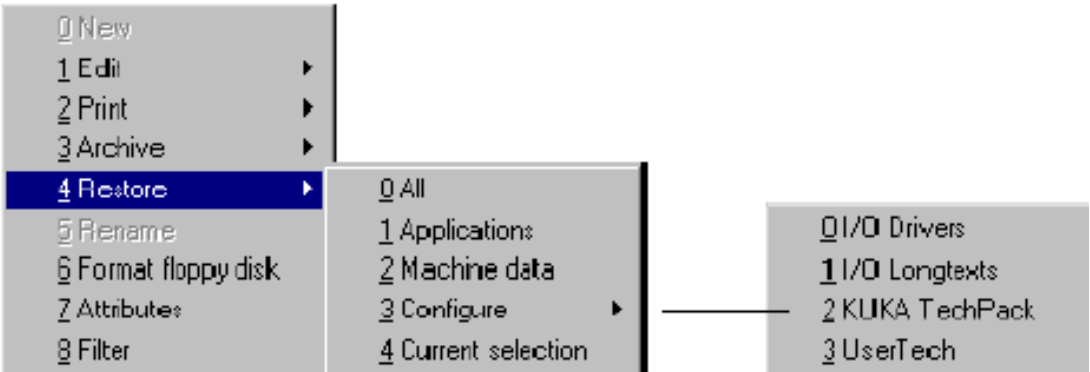 0 New
1 Edit
2 Print
3 Archive
4 Restore
5 Rename
6 Format floppy disk
7 Attributes
8 Filter
0 All
1 Applications
2 Machine data
3 Configure
4 Current selection
0 I/O Drivers
1 I/O Longtexts
2 KUKA TechPack
3 UserTech